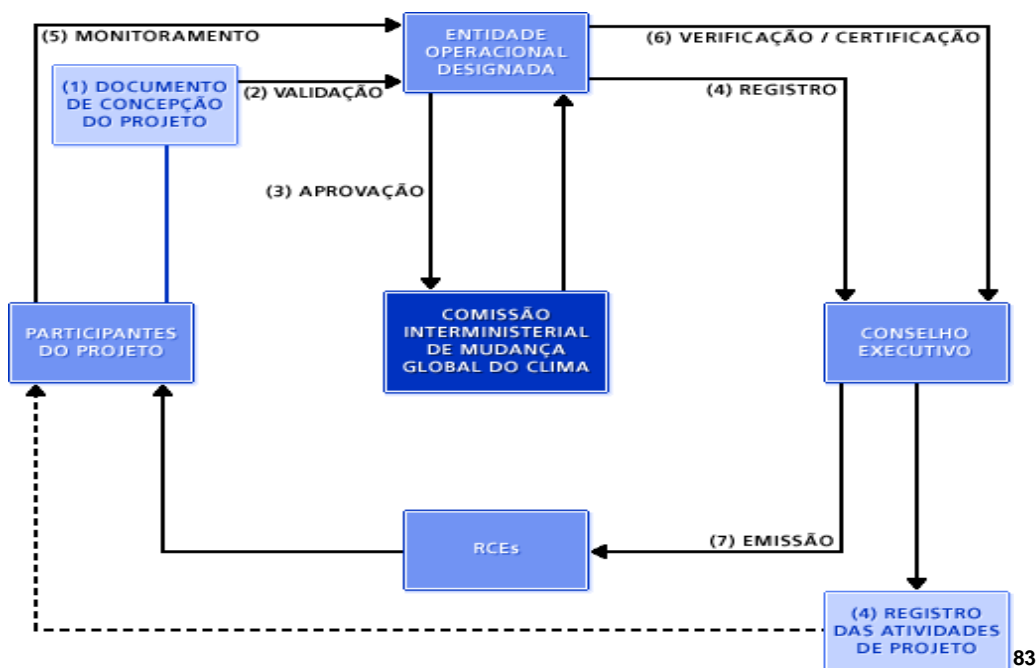 (5) MONITORAMENTO
ENTIDADE
OPERACIONAL
DESIGNADA
(6) VERIFICAÇÃO / CERTIFICAÇÃO
(1) DOCUMENTO
DE CONCEPÇÃO
DO PROJETO
(2) VALIDAÇÃO
(4) REGISTRO
(3) APROVAÇÃO
PARTICIPANTES
DO PROJETO
COMISSÃO
INTERMINISTERIAL
DE MUDANÇA
GLOBAL DO CLIMA
CONSELHO
EXECUTIVO
RCEs
(7) EMISSÃO
(4) REGISTRO
DAS ATIVIDADES
DE PROJETO
83